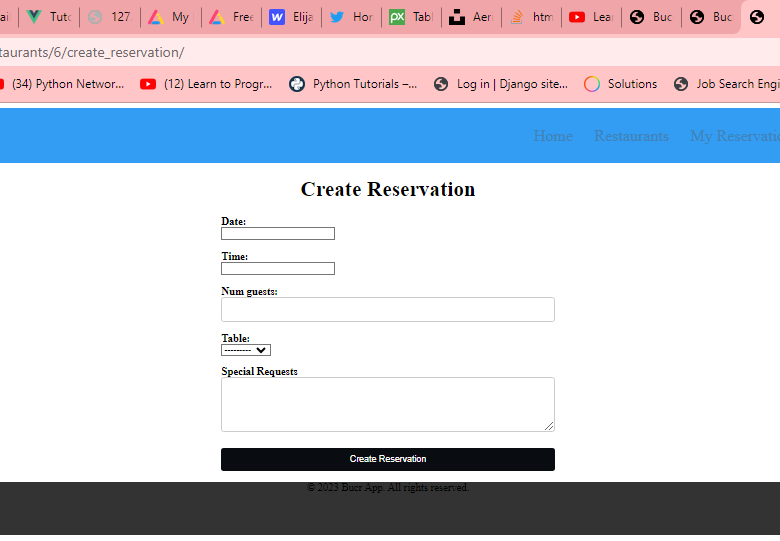 ai Tuto 127. My Free Elija Hor Tabl Aer htm Lea Buc Buc
taurants/6/create_reservation/
(34) Python Networ... (12) Learn to Progr... Python Tutorials –... Log in | Django site... Solutions Job Search Engi
Home Restaurants My Reservatio
Create Reservation
Date:
Time:
Num guests:
Table:
---------
Special Requests
Create Reservation
© 2023 Bucr App. All rights reserved.